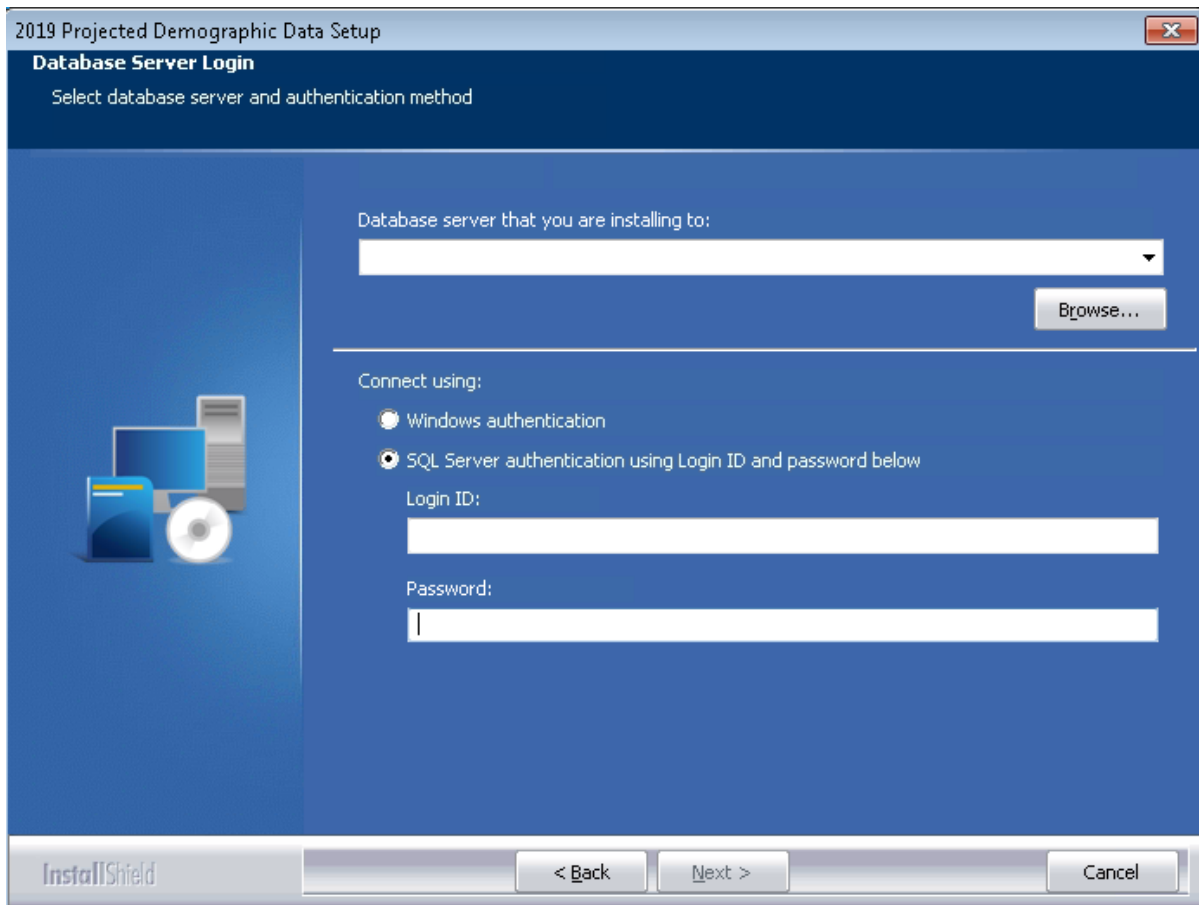 2019 Projected Demographic Data Setup
Database Server Login
Select database server and authentication method
Database server that you are installing to:
Browse...
Connect using:
Windows authentication
SQL Server authentication using Login ID and password below
Login ID:
Password:
InstallShield
< Back
Next >
Cancel